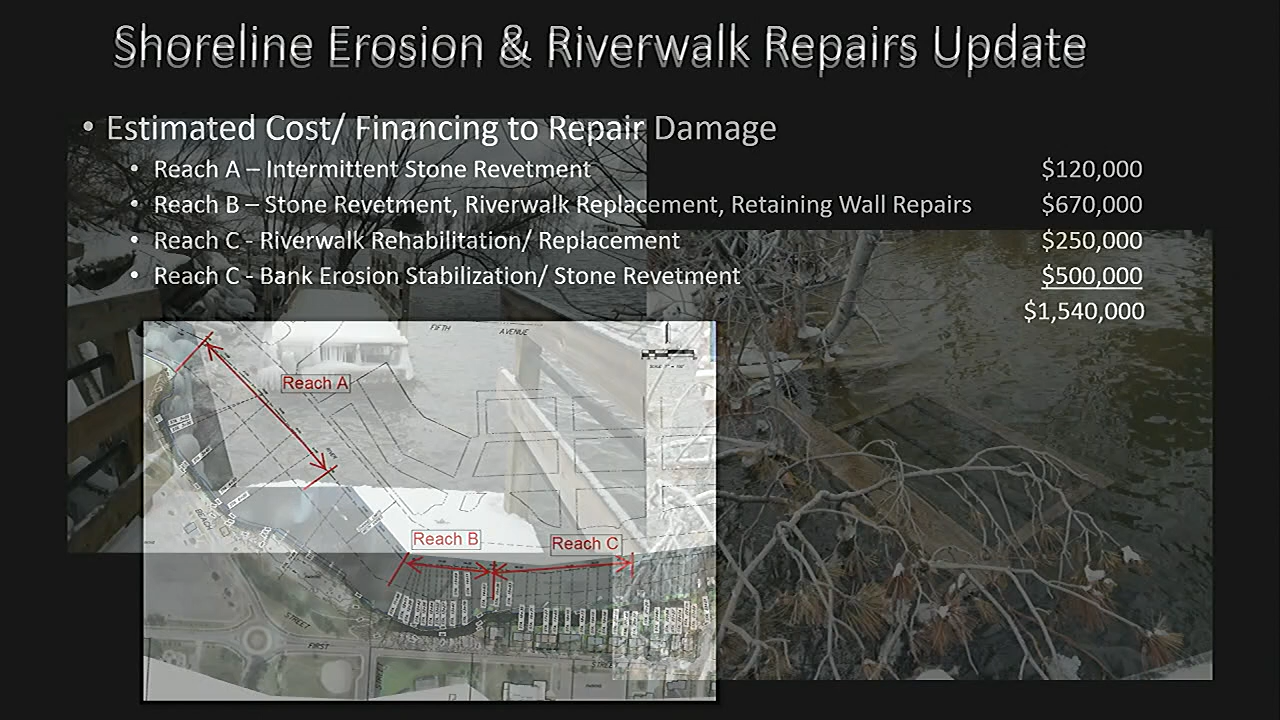 Shoreline Erosion & Riverwalk Repairs Update
• Estimated Cost/ Financing to Repair Damage
• Reach A – Intermittent Stone Revetment $120,000
• Reach B – Stone Revetment, Riverwalk Replacement, Retaining Wall Repairs $670,000
• Reach C - Riverwalk Rehabilitation/ Replacement $250,000
• Reach C - Bank Erosion Stabilization/ Stone Revetment $500,000
$1,540,000
FIFTH AVENUE
Reach A
BEACH
Reach B
Reach C
STREET
FIRST
STREET